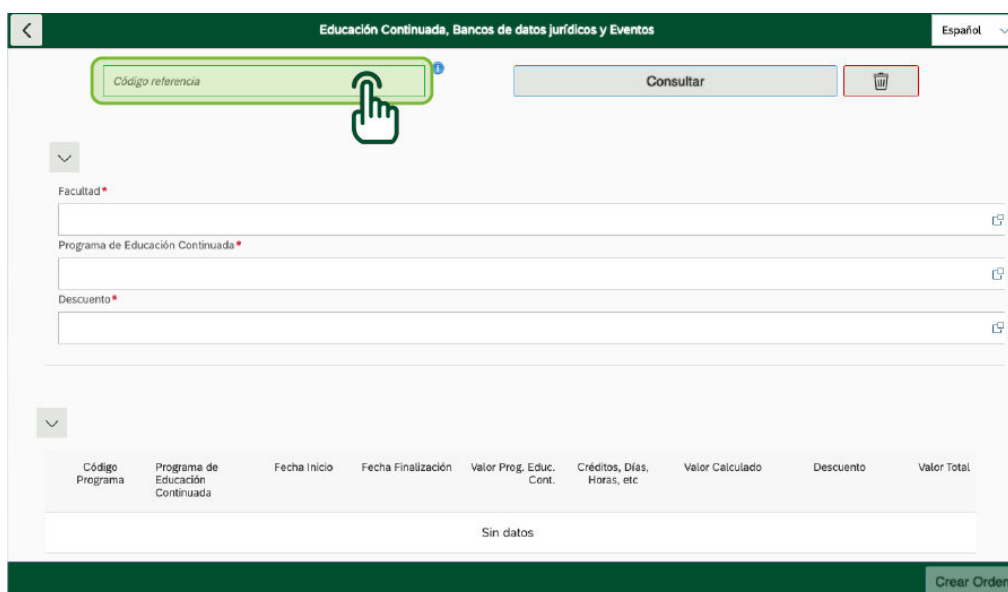 Educación Continuada, Bancos de datos jurídicos y Eventos
Español
Código referencia
Consultar
Facultad*
Programa de Educación Continuada*
Descuento*
Código Programa
Programa de Educación Continuada
Fecha Inicio
Fecha Finalización
Valor Prog. Educ. Cont.
Créditos, Días, Horas, etc
Valor Calculado
Descuento
Valor Total
Sin datos
Crear Orden